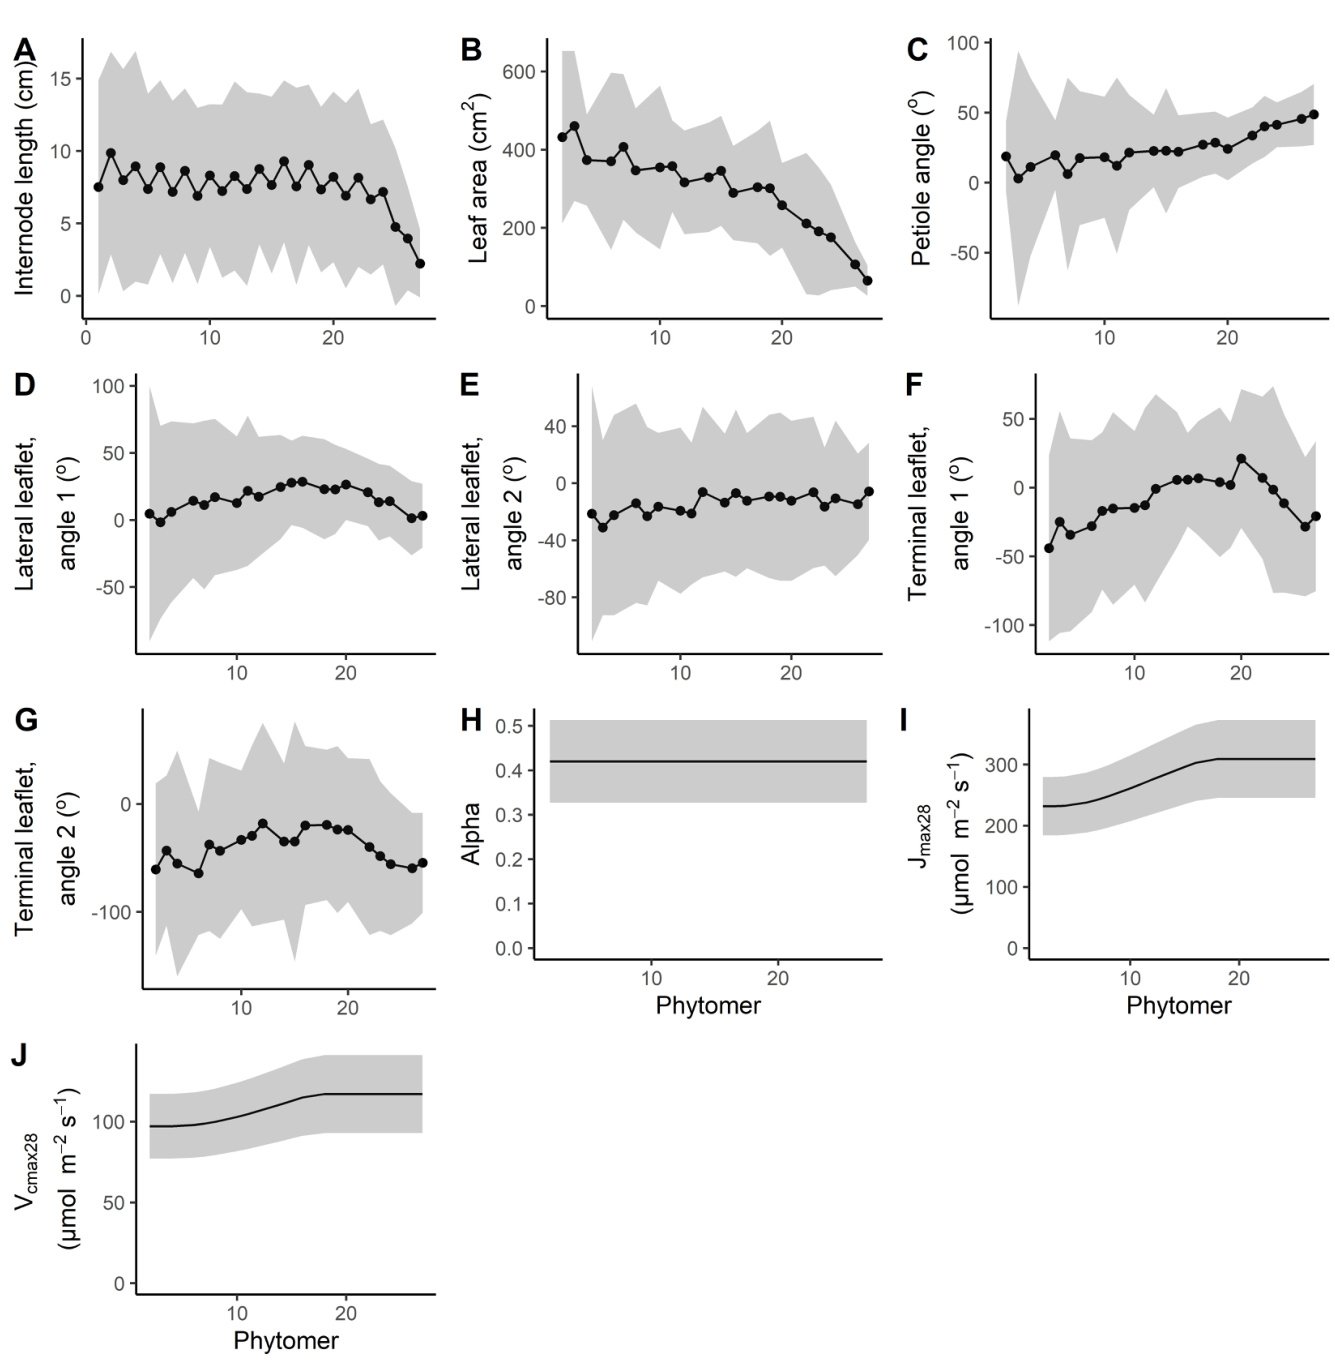 A
Internode length (cm)
15
10
5
0
0
10
20
B
Leaf area (cm²)
600
400
200
0
10
20
C
Petiole angle (°)
100
50
0
-50
10
20
D
Lateral leaflet,
angle 1 (°)
100
50
0
-50
10
20
E
Lateral leaflet,
angle 2 (°)
40
0
-40
-80
10
20
F
Terminal leaflet,
angle 1 (°)
50
0
-50
-100
10
20
G
Terminal leaflet,
angle 2 (°)
0
-100
10
20
H
Alpha
0.5
0.4
0.3
0.2
0.1
0.0
10
20
Phytomer
I
Jmax28
(µmol m−2 s−1)
300
200
100
0
10
20
Phytomer
J
Vcmax28
(µmol m−2 s−1)
100
50
0
10
20
Phytomer